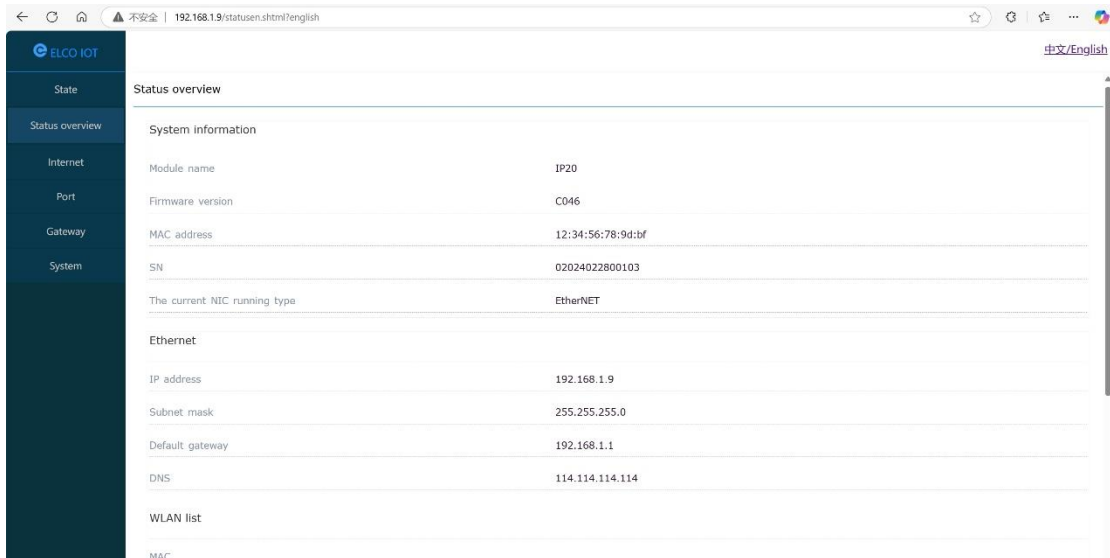 不安全 | 192.168.1.9/statusen.shtml?english
ELCO IOT
中文/English
State
Status overview
Internet
Port
Gateway
System
Status overview
System information
Module name IP20
Firmware version C046
MAC address 12:34:56:78:9d:bf
SN 02024022800103
The current NIC running type EtherNET
Ethernet
IP address 192.168.1.9
Subnet mask 255.255.255.0
Default gateway 192.168.1.1
DNS 114.114.114.114
WLAN list
MAC